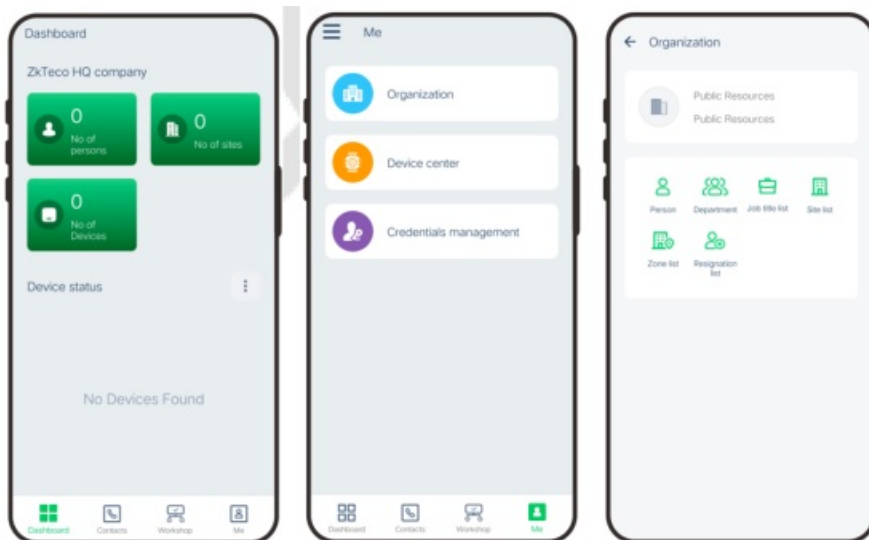 Dashboard
ZkTeco HQ company
0
No of
persons
0
No of sites
0
No of
Devices
Device status
No Devices Found
Dashboard
Contacts
Workshop
Me
Me
Organization
Device center
Credentials management
Dashboard
Contacts
Workshop
Me
Organization
Public Resources
Public Resources
Person
Department
Job title list
Site list
Zone list
Resignation
list